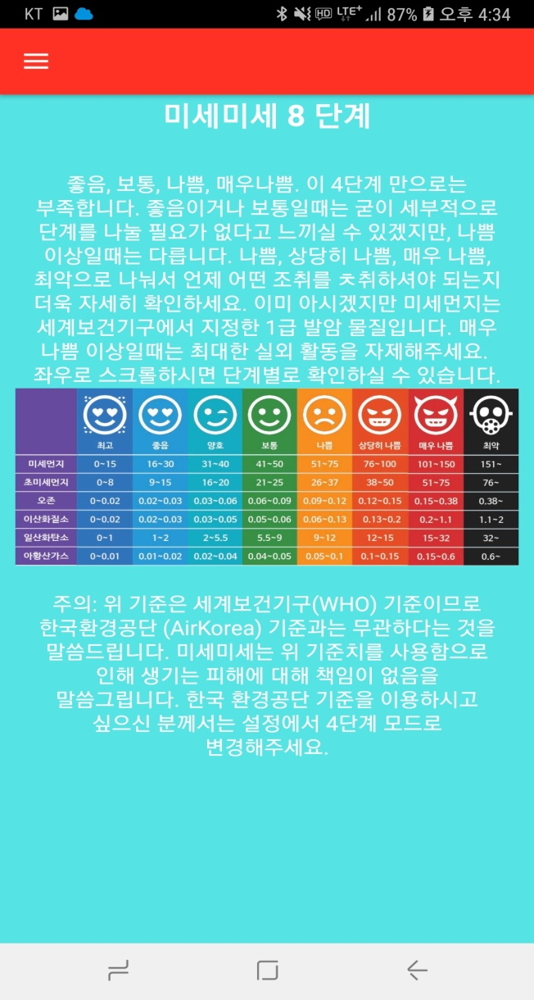 KT HD LTE+ 87% 오후 4:34
미세미세 8 단계
좋음, 보통, 나쁨, 매우나쁨. 이 4단계 만으로는
부족합니다. 좋음이거나 보통일때는 굳이 세부적으로
단계를 나눌 필요가 없다고 느끼실 수 있겠지만, 나쁨
이상일때는 다릅니다. 나쁨, 상당히 나쁨, 매우 나쁨,
최악으로 나눠서 언제 어떤 조취를 ㅊ취하셔야 되는지
더욱 자세히 확인하세요. 이미 아시겠지만 미세먼지는
세계보건기구에서 지정한 1급 발암 물질입니다. 매우
나쁨 이상일때는 최대한 실외 활동을 자제해주세요.
좌우로 스크롤하시면 단계별로 확인하실 수 있습니다.
최고 좋음 양호 보통 나쁨 상당히 나쁨 매우 나쁨 최악
미세먼지 0~15 16~30 31~40 41~50 51~75 76~100 101~150 151~
초미세먼지 0~8 9~15 16~20 21~25 26~37 38~50 51~75 76~
오존 0~0.02 0.02~0.03 0.03~0.06 0.06~0.09 0.09~0.12 0.12~0.15 0.15~0.38 0.38~
이산화질소 0~0.02 0.02~0.03 0.03~0.05 0.05~0.06 0.06~0.13 0.13~0.2 0.2~1.1 1.1~2
일산화탄소 0~1 1~2 2~5.5 5.5~9 9~12 12~15 15~32 32~
아황산가스 0~0.01 0.01~0.02 0.02~0.04 0.04~0.05 0.05~0.1 0.1~0.15 0.15~0.6 0.6~
주의: 위 기준은 세계보건기구(WHO) 기준이므로
한국환경공단 (AirKorea) 기준과는 무관하다는 것을
말씀드립니다. 미세미세는 위 기준치를 사용함으로
인해 생기는 피해에 대해 책임이 없음을
말씀그립니다. 한국 환경공단 기준을 이용하시고
싶으신 분께서는 설정에서 4단계 모드로
변경해주세요.